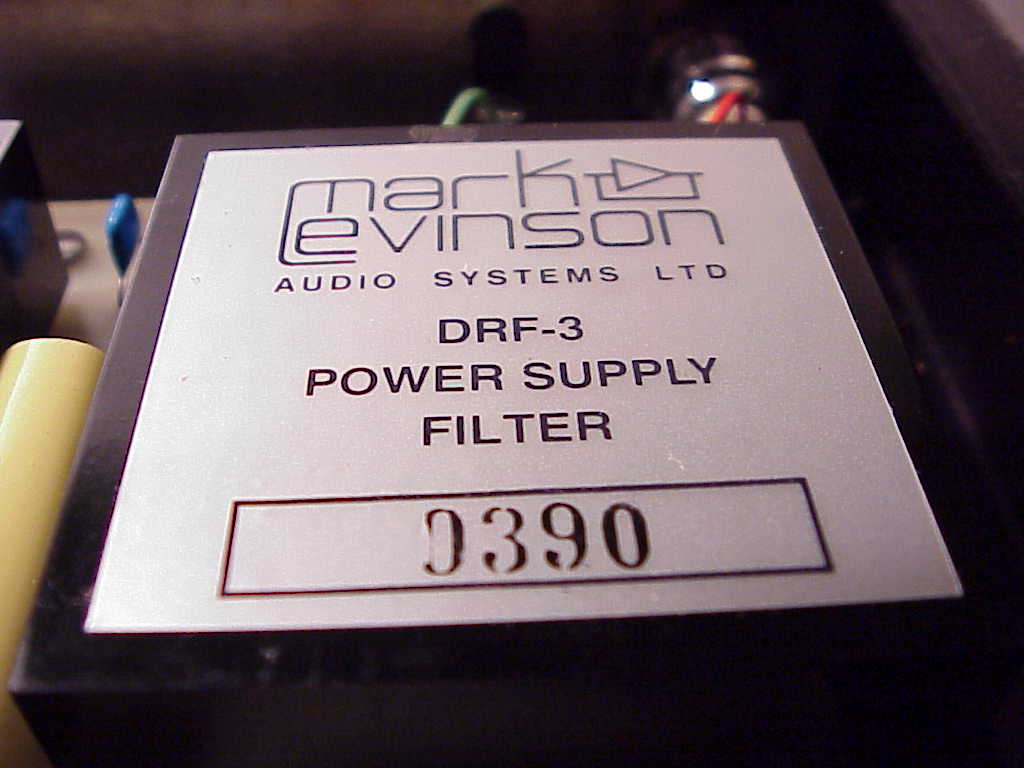 mark
levinson
AUDIO SYSTEMS LTD
DRF-3
POWER SUPPLY
FILTER
0390